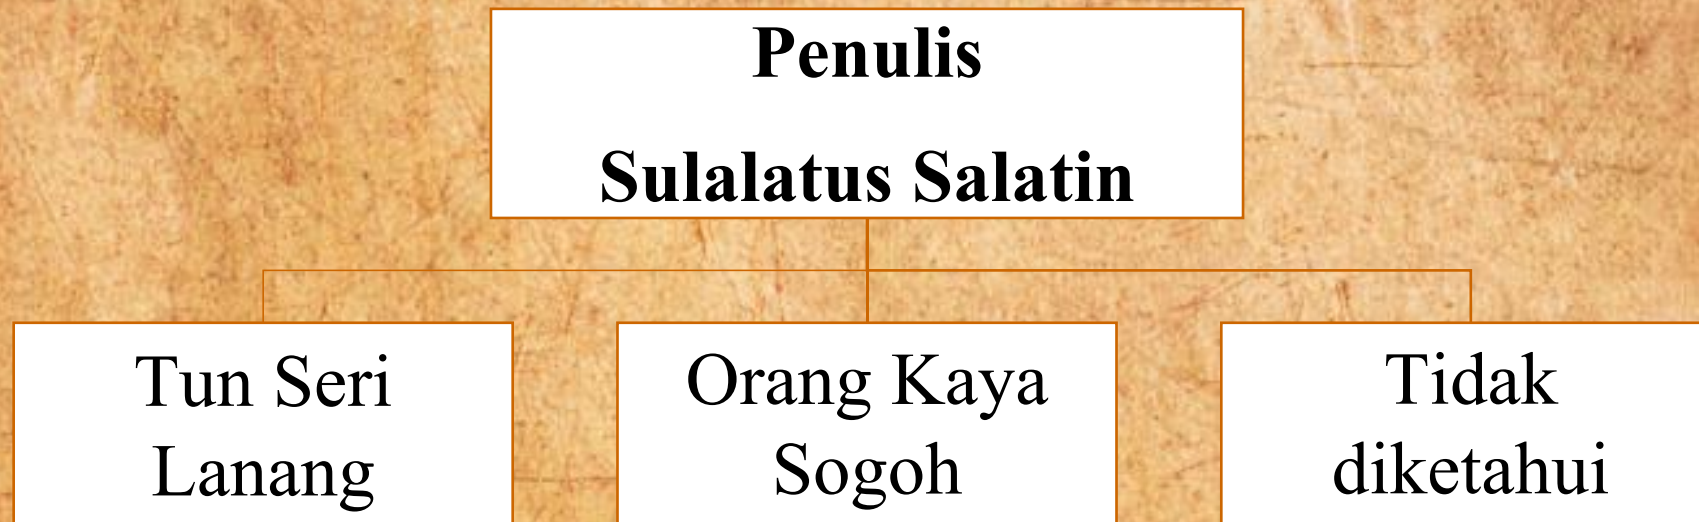 Penulis
Sulalatus Salatin
Tun Seri
Lanang
Orang Kaya
Sogoh
Tidak
diketahui